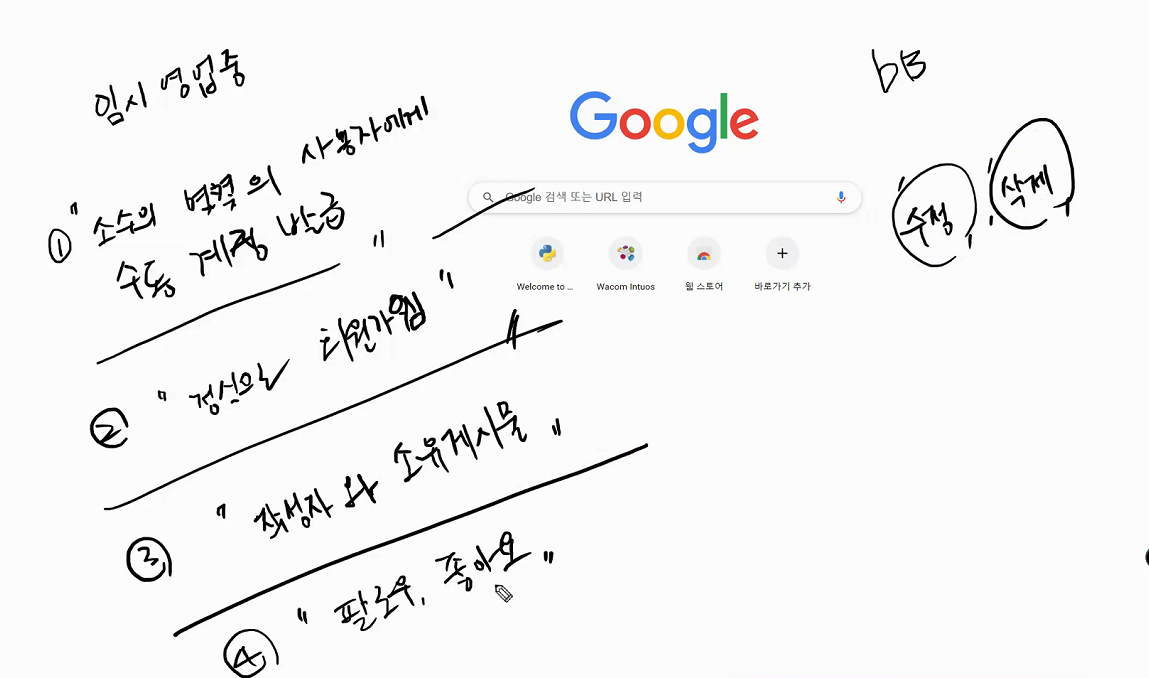 임시 영업중
① "소수의 역할의 사용자에게
수동 계정 발급"
② "정식으로 회원가입"
③ "작성자와 소유게시물"
④ "팔로우, 좋아요"
Google
Google 검색 또는 URL 입력
Welcome to ...
Wacom Intuos
웹 스토어
바로가기 추가
"수정" "삭제"